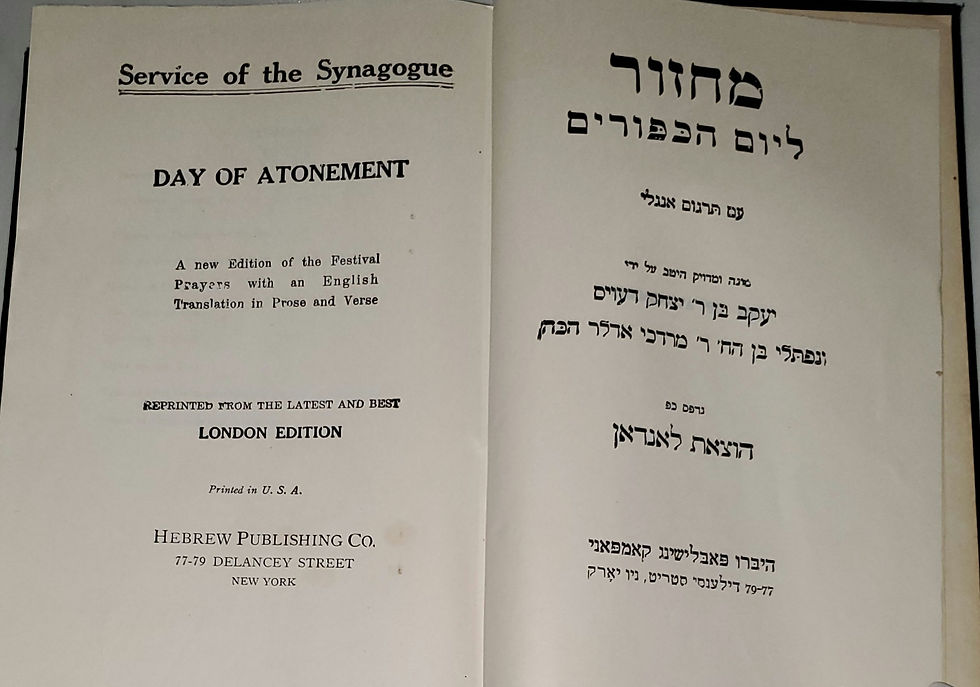 Service of the Synagogue
DAY OF ATONEMENT
A new Edition of the Festival
Prayers with an English
Translation in Prose and Verse
REPRINTED FROM THE LATEST AND BEST
LONDON EDITION
Printed in U. S. A.
HEBREW PUBLISHING CO.
77-79 DELANCEY STREET
NEW YORK
מחזור
ליום הכפורים
עם תרגום אנגלי
מוגה ומדויק היטב על ידי
יעקב בן ר׳ יצחק דעוויס
ונפתלי בן הח׳ ר׳ מרדכי אדלר הכהן
נדפס כפי
הוצאת לאנדאן
היברו פאבלישינג קאמפאני
79-77 דילענסי סטריט, ניו יארק